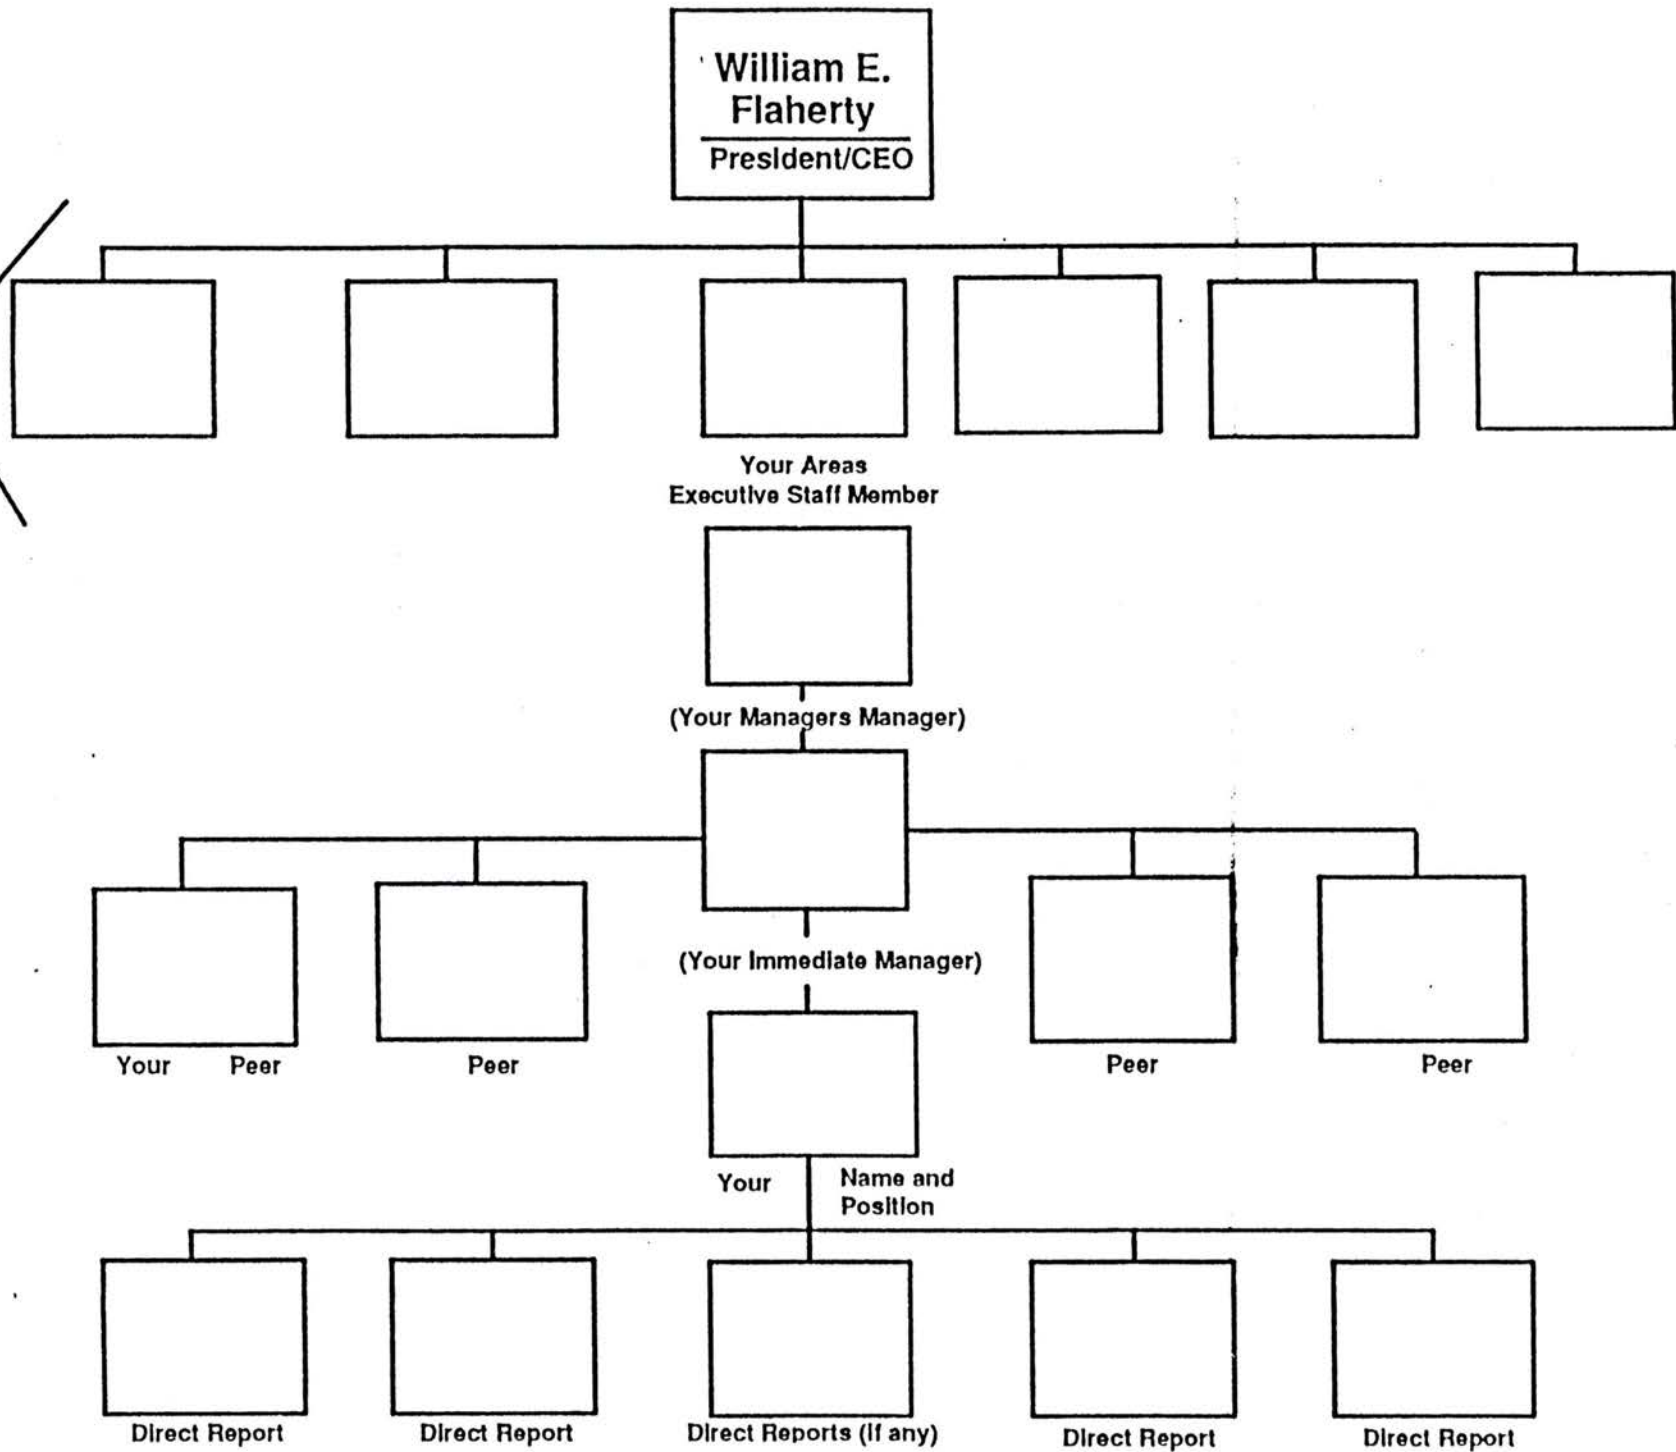 William E.
Flaherty
President/CEO
Your Areas
Executive Staff Member
(Your Managers Manager)
(Your Immediate Manager)
Your Peer
Peer
Peer
Peer
Your
Name and
Position
Direct Report
Direct Report
Direct Reports (if any)
Direct Report
Direct Report